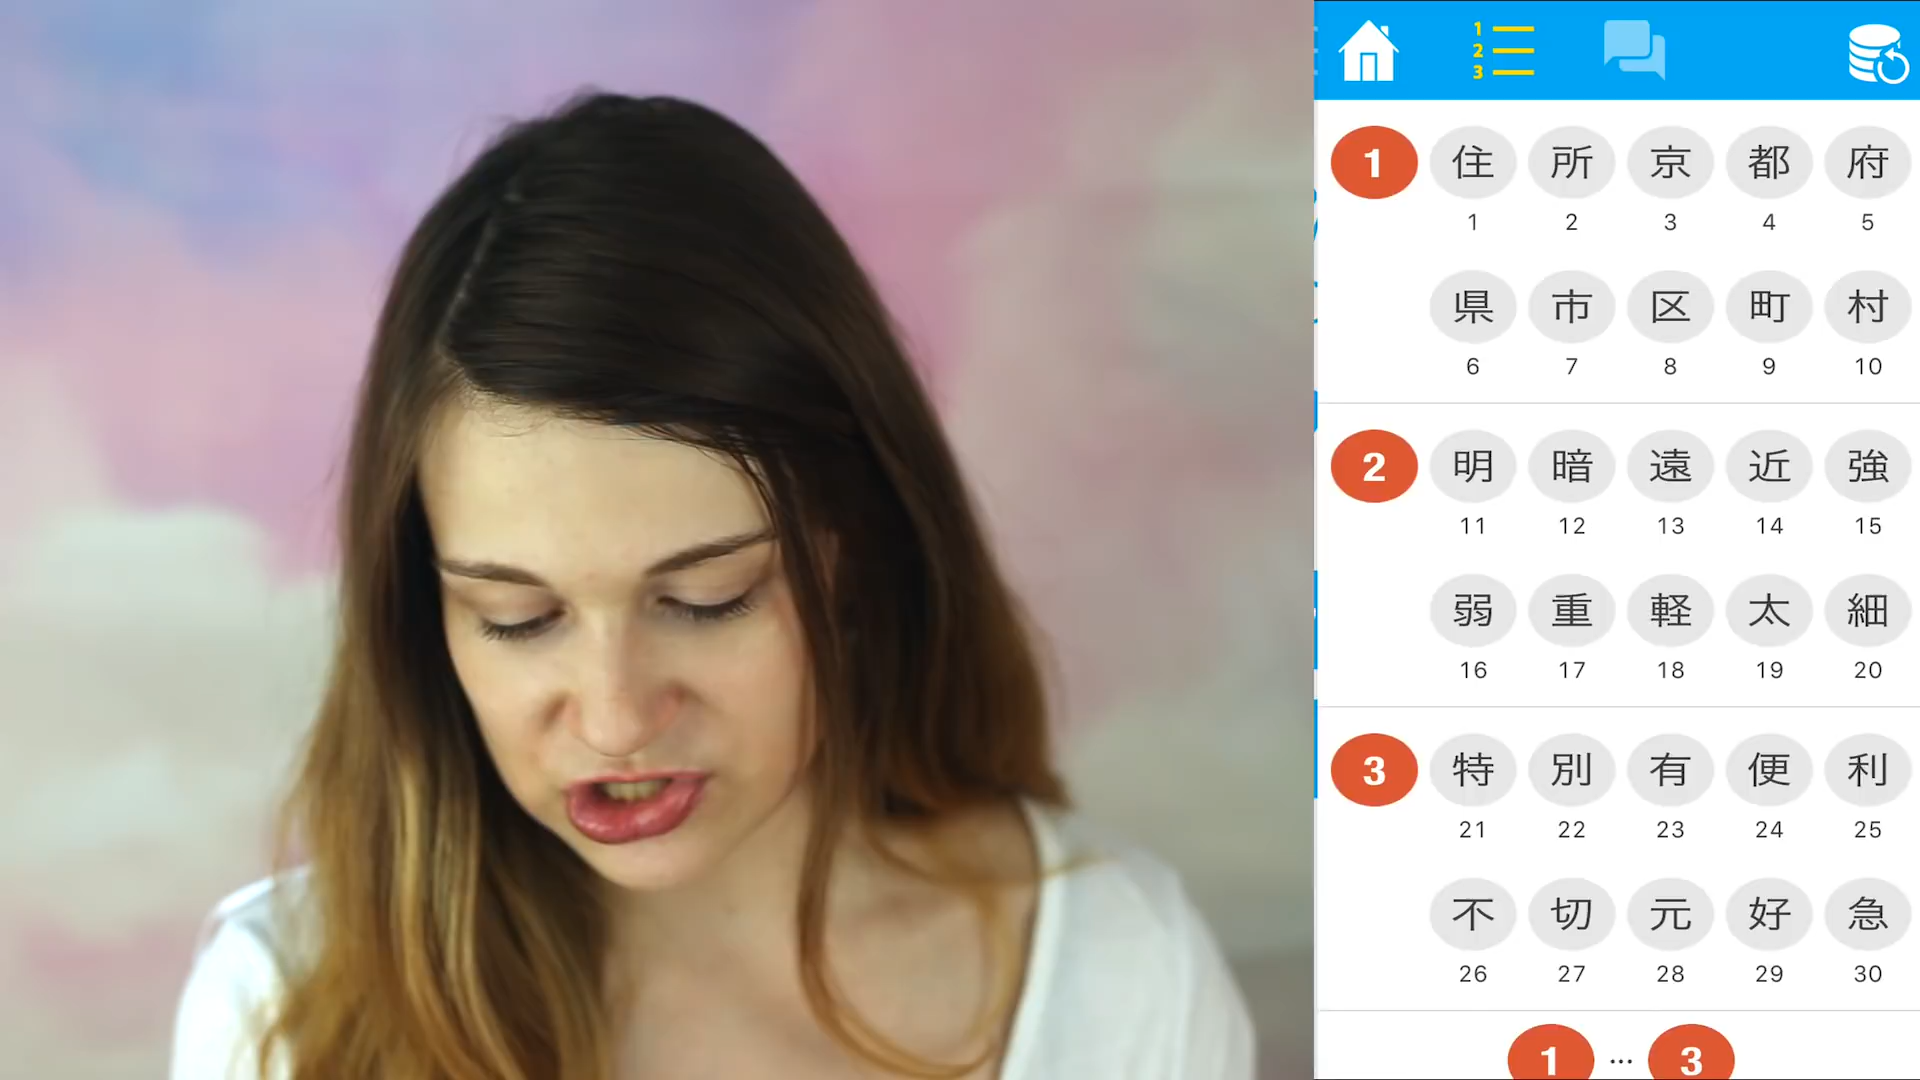 1 2 3
1 住 所 京 都 府
1 2 3 4 5
県 市 区 町 村
6 7 8 9 10
2 明 暗 遠 近 強
11 12 13 14 15
弱 重 軽 太 細
16 17 18 19 20
3 特 別 有 便 利
21 22 23 24 25
不 切 元 好 急
26 27 28 29 30
1 ... 3